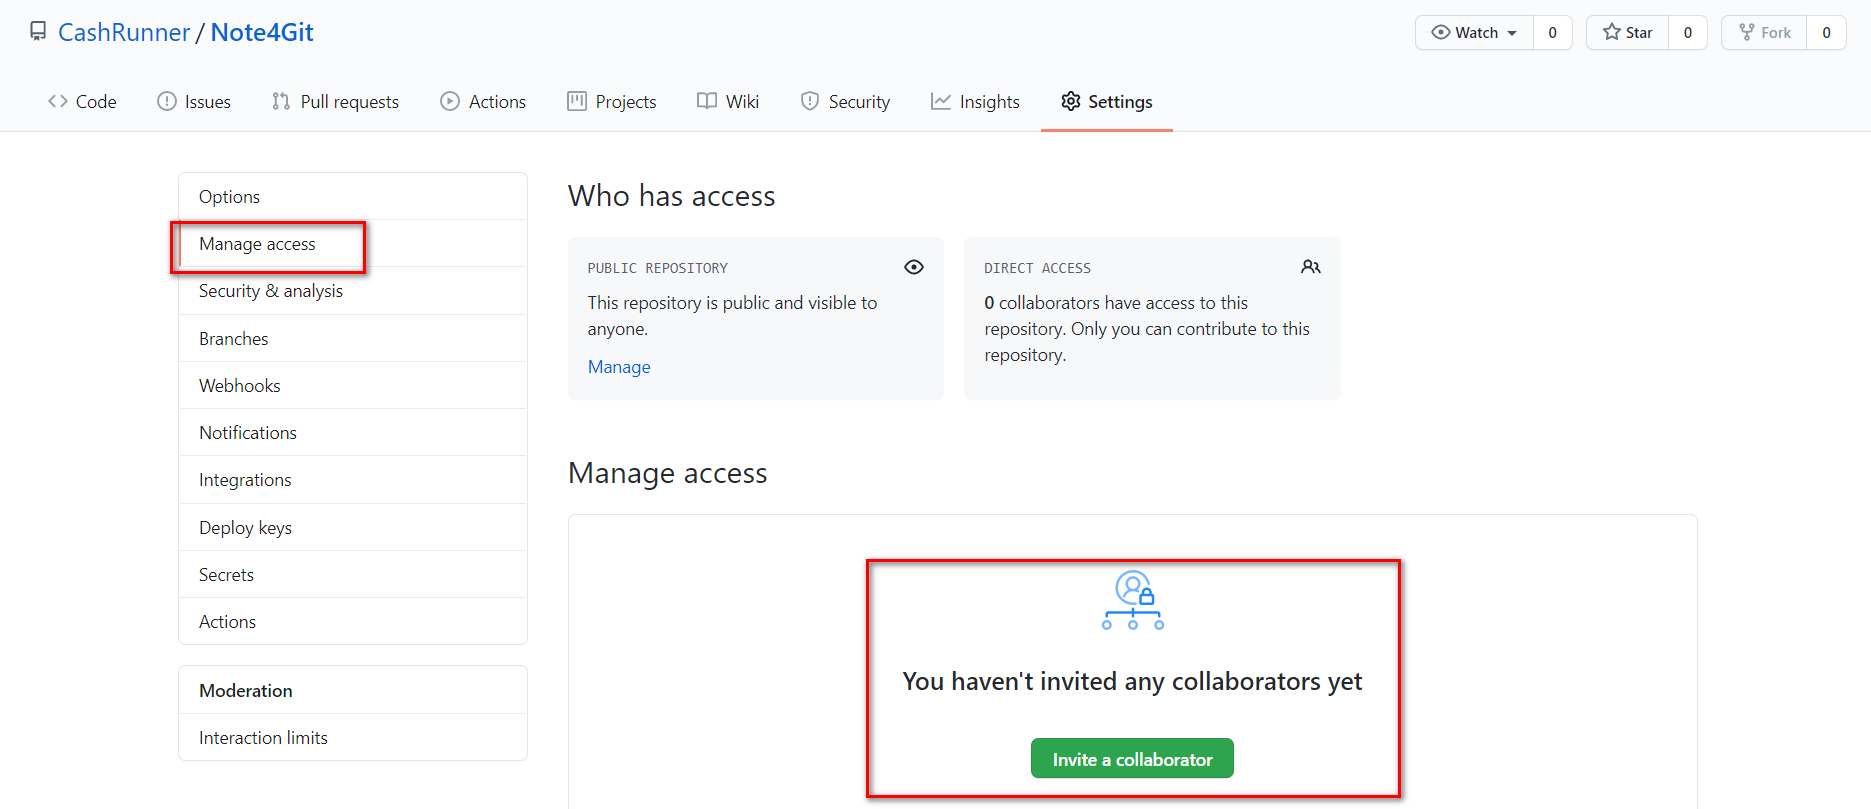 CashRunner / Note4Git
Watch 0 Star 0 Fork 0
Code Issues Pull requests Actions Projects Wiki Security Insights Settings
Options
Manage access
Security & analysis
Branches
Webhooks
Notifications
Integrations
Deploy keys
Secrets
Actions
Moderation
Interaction limits
Who has access
PUBLIC REPOSITORY
This repository is public and visible to
anyone.
Manage
DIRECT ACCESS
0 collaborators have access to this
repository. Only you can contribute to this
repository.
Manage access
You haven't invited any collaborators yet
Invite a collaborator